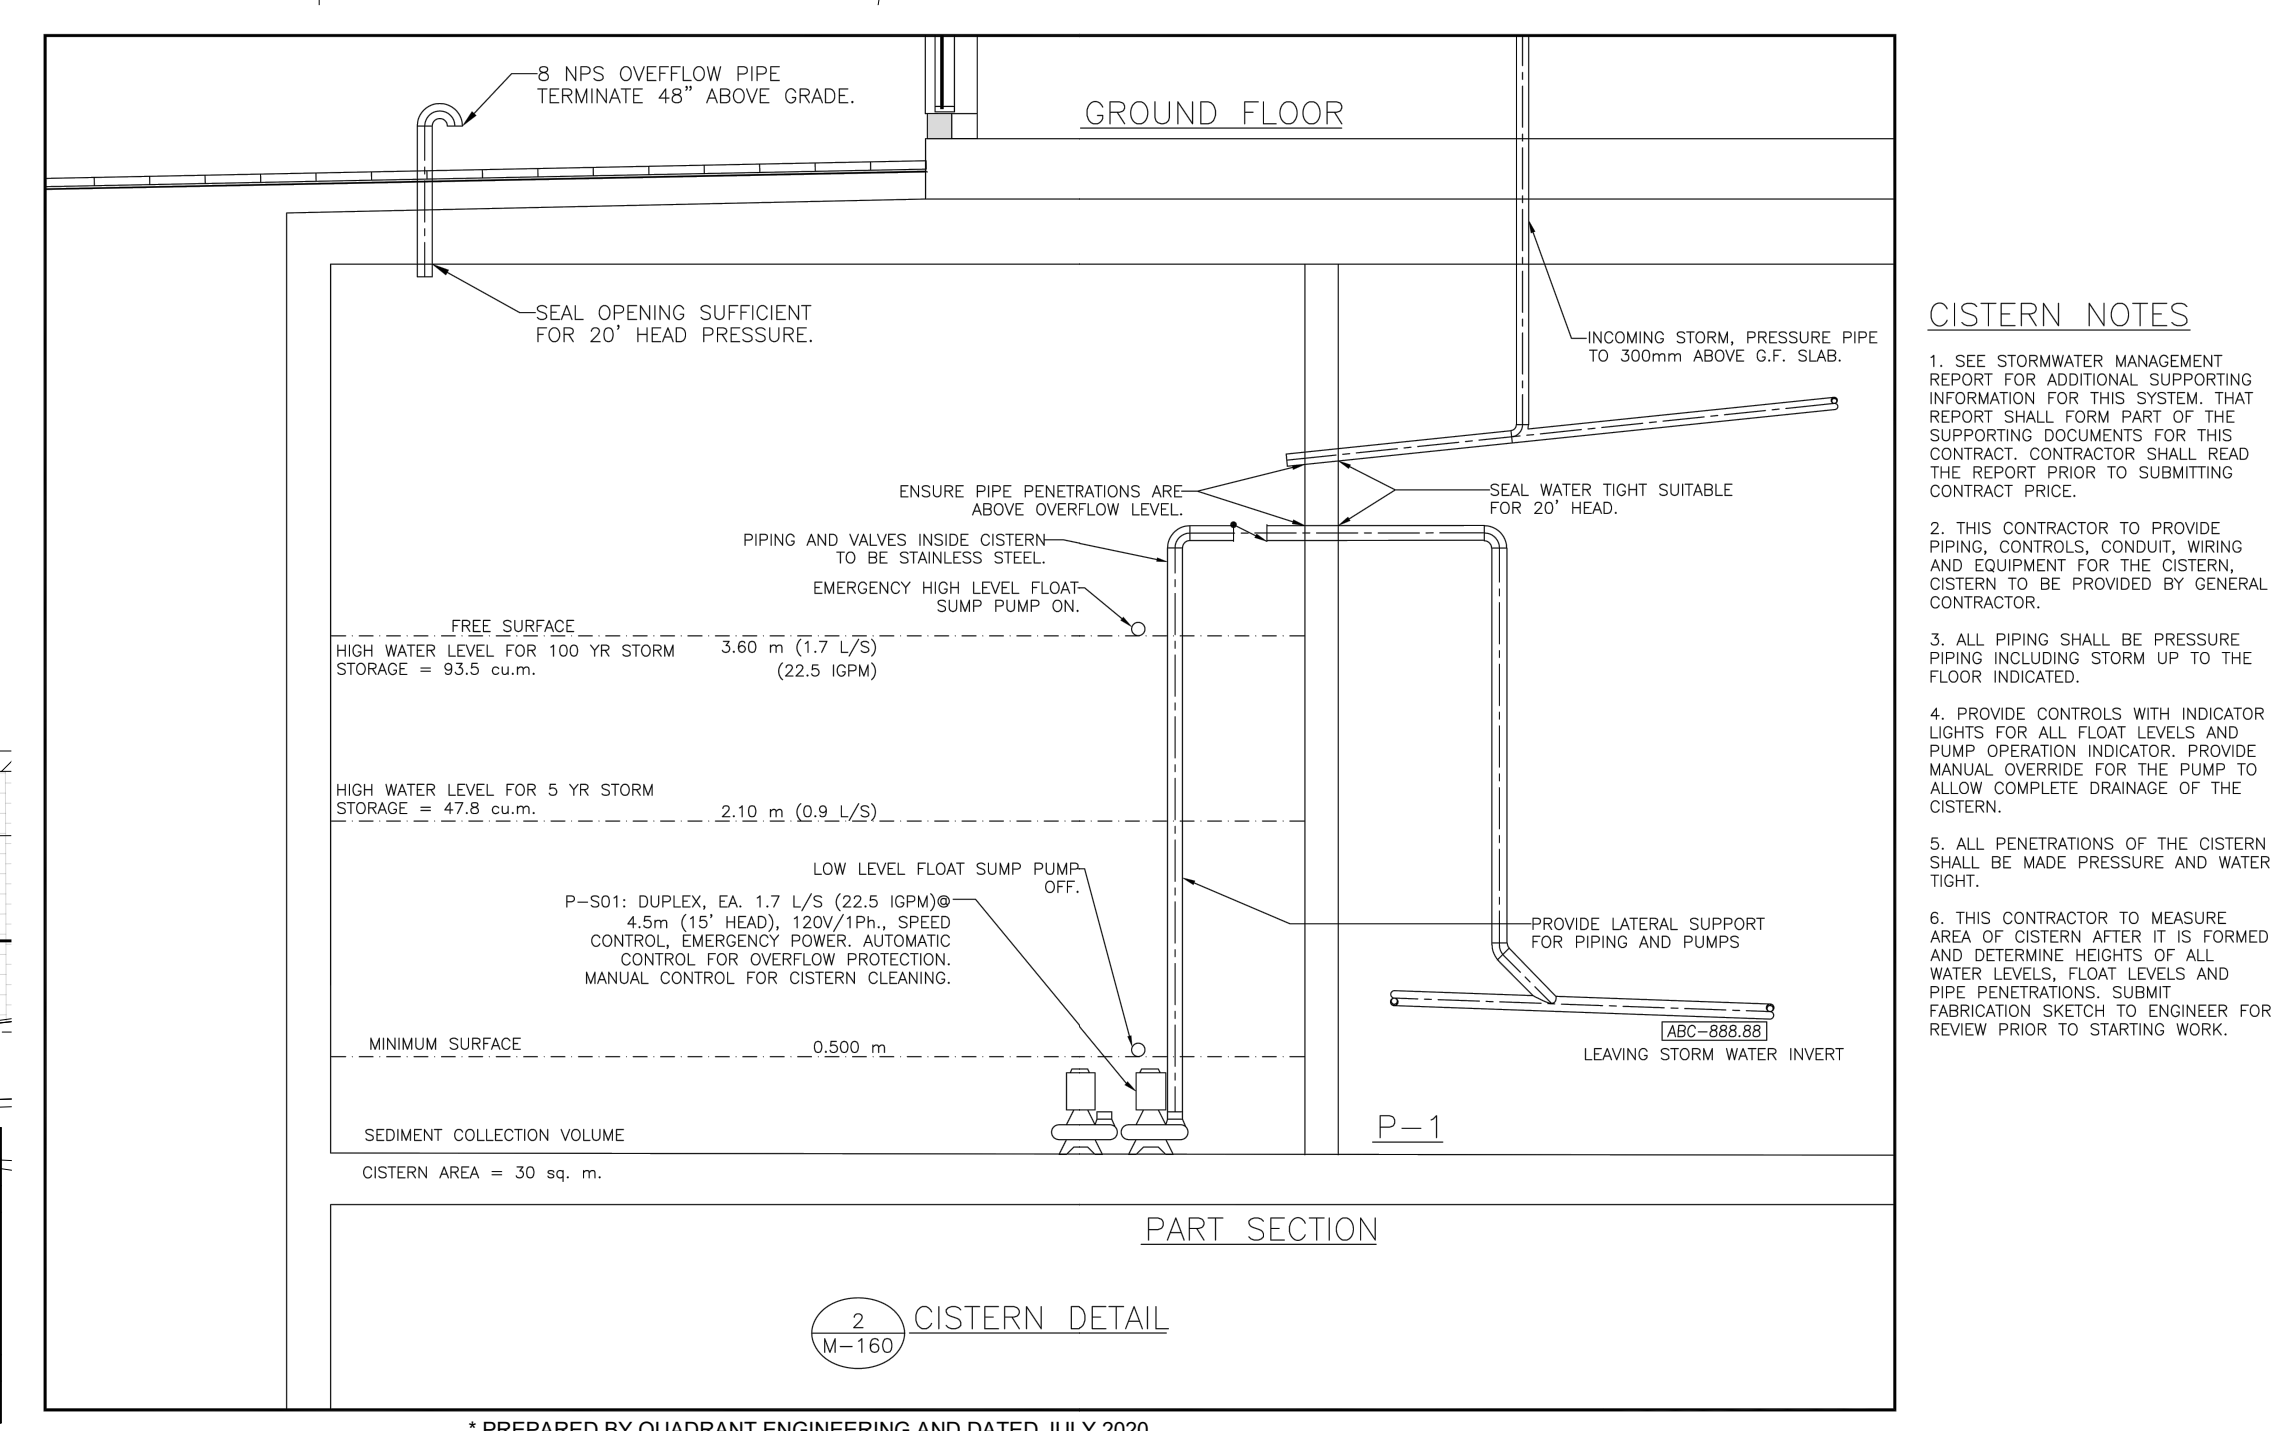 8 NPS OVEFFLOW PIPE
TERMINATE 48” ABOVE GRADE.
GROUND FLOOR
SEAL OPENING SUFFICIENT
FOR 20’ HEAD PRESSURE.
INCOMING STORM, PRESSURE PIPE
TO 300mm ABOVE G.F. SLAB.
ENSURE PIPE PENETRATIONS ARE
ABOVE OVERFLOW LEVEL.
SEAL WATER TIGHT SUITABLE
FOR 20’ HEAD.
PIPING AND VALVES INSIDE CISTERN
TO BE STAINLESS STEEL.
EMERGENCY HIGH LEVEL FLOAT
SUMP PUMP ON.
FREE SURFACE
HIGH WATER LEVEL FOR 100 YR STORM
STORAGE = 93.5 cu.m.
3.60 m (1.7 L/S)
(22.5 IGPM)
HIGH WATER LEVEL FOR 5 YR STORM
STORAGE = 47.8 cu.m.
2.10 m (0.9 L/S)
LOW LEVEL FLOAT SUMP PUMP
OFF.
P-S01: DUPLEX, EA. 1.7 L/S (22.5 IGPM)@
4.5m (15’ HEAD), 120V/1Ph., SPEED
CONTROL, EMERGENCY POWER. AUTOMATIC
CONTROL FOR OVERFLOW PROTECTION.
MANUAL CONTROL FOR CISTERN CLEANING.
PROVIDE LATERAL SUPPORT
FOR PIPING AND PUMPS
MINIMUM SURFACE
0.500 m
ABC-888.88
LEAVING STORM WATER INVERT
SEDIMENT COLLECTION VOLUME
P-1
CISTERN AREA = 30 sq. m.
PART SECTION
2
M-160
CISTERN DETAIL
CISTERN NOTES
1. SEE STORMWATER MANAGEMENT
REPORT FOR ADDITIONAL SUPPORTING
INFORMATION FOR THIS SYSTEM. THAT
REPORT SHALL FORM PART OF THE
SUPPORTING DOCUMENTS FOR THIS
CONTRACT. CONTRACTOR SHALL READ
THE REPORT PRIOR TO SUBMITTING
CONTRACT PRICE.
2. THIS CONTRACTOR TO PROVIDE
PIPING, CONTROLS, CONDUIT, WIRING
AND EQUIPMENT FOR THE CISTERN,
CISTERN TO BE PROVIDED BY GENERAL
CONTRACTOR.
3. ALL PIPING SHALL BE PRESSURE
PIPING INCLUDING STORM UP TO THE
FLOOR INDICATED.
4. PROVIDE CONTROLS WITH INDICATOR
LIGHTS FOR ALL FLOAT LEVELS AND
PUMP OPERATION INDICATOR. PROVIDE
MANUAL OVERRIDE FOR THE PUMP TO
ALLOW COMPLETE DRAINAGE OF THE
CISTERN.
5. ALL PENETRATIONS OF THE CISTERN
SHALL BE MADE PRESSURE AND WATER
TIGHT.
6. THIS CONTRACTOR TO MEASURE
AREA OF CISTERN AFTER IT IS FORMED
AND DETERMINE HEIGHTS OF ALL
WATER LEVELS, FLOAT LEVELS AND
PIPE PENETRATIONS. SUBMIT
FABRICATION SKETCH TO ENGINEER FOR
REVIEW PRIOR TO STARTING WORK.
* PREPARED BY QUADRANT ENGINEERING AND DATED JULY 2020